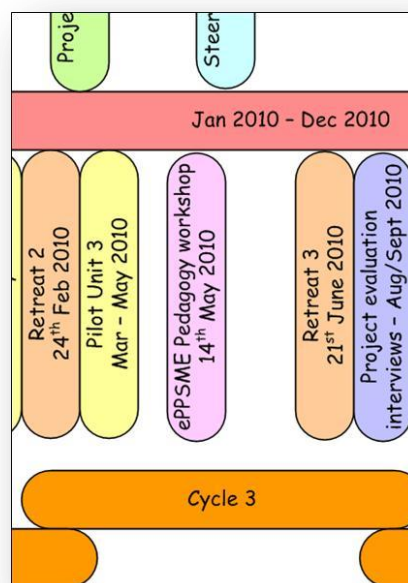 Proje
Steer
Jan 2010 – Dec 2010
Retreat 2
24th Feb 2010
Pilot Unit 3
Mar – May 2010
ePPSME Pedagogy workshop
14th May 2010
Retreat 3
21st June 2010
Project evaluation
interviews – Aug/Sept 2010
Cycle 3